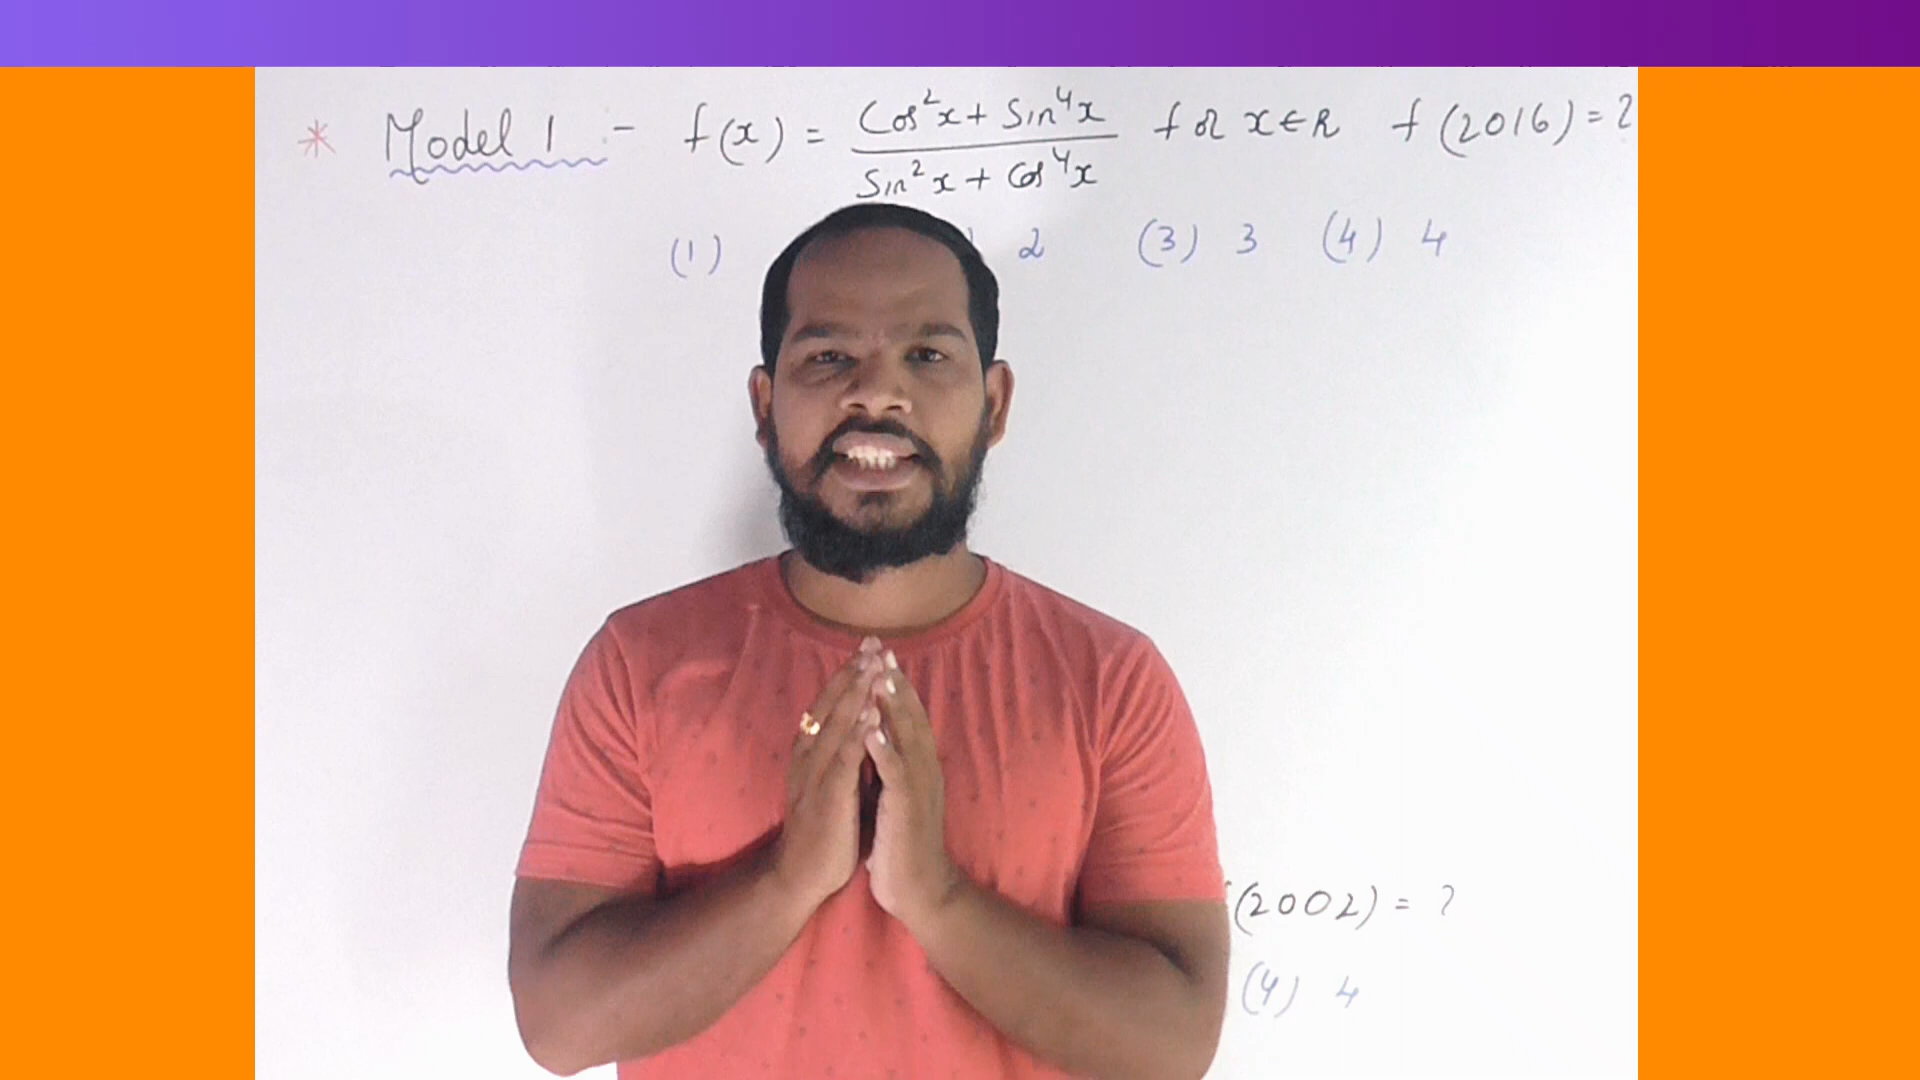 * Model 1 :- f(x) = Cos²x + Sin⁴x / Sin²x + Cos⁴x for x∈R f(2016) = ?
(1) ) 2 (3) 3 (4) 4
(2002) = ?
(4) 4